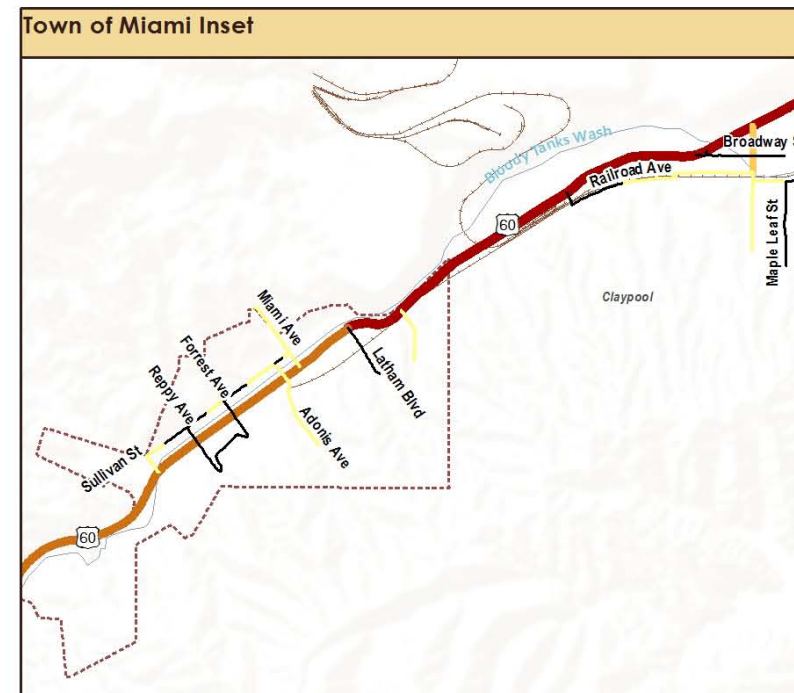 Town of Miami Inset
Bloody Tanks Wash
Broadway S
Railroad Ave
60
Maple Leaf St
Claypool
Miami Ave
Forrest Ave
Reppy Ave
Latham Blvd
Adonis Ave
Sullivan St
60